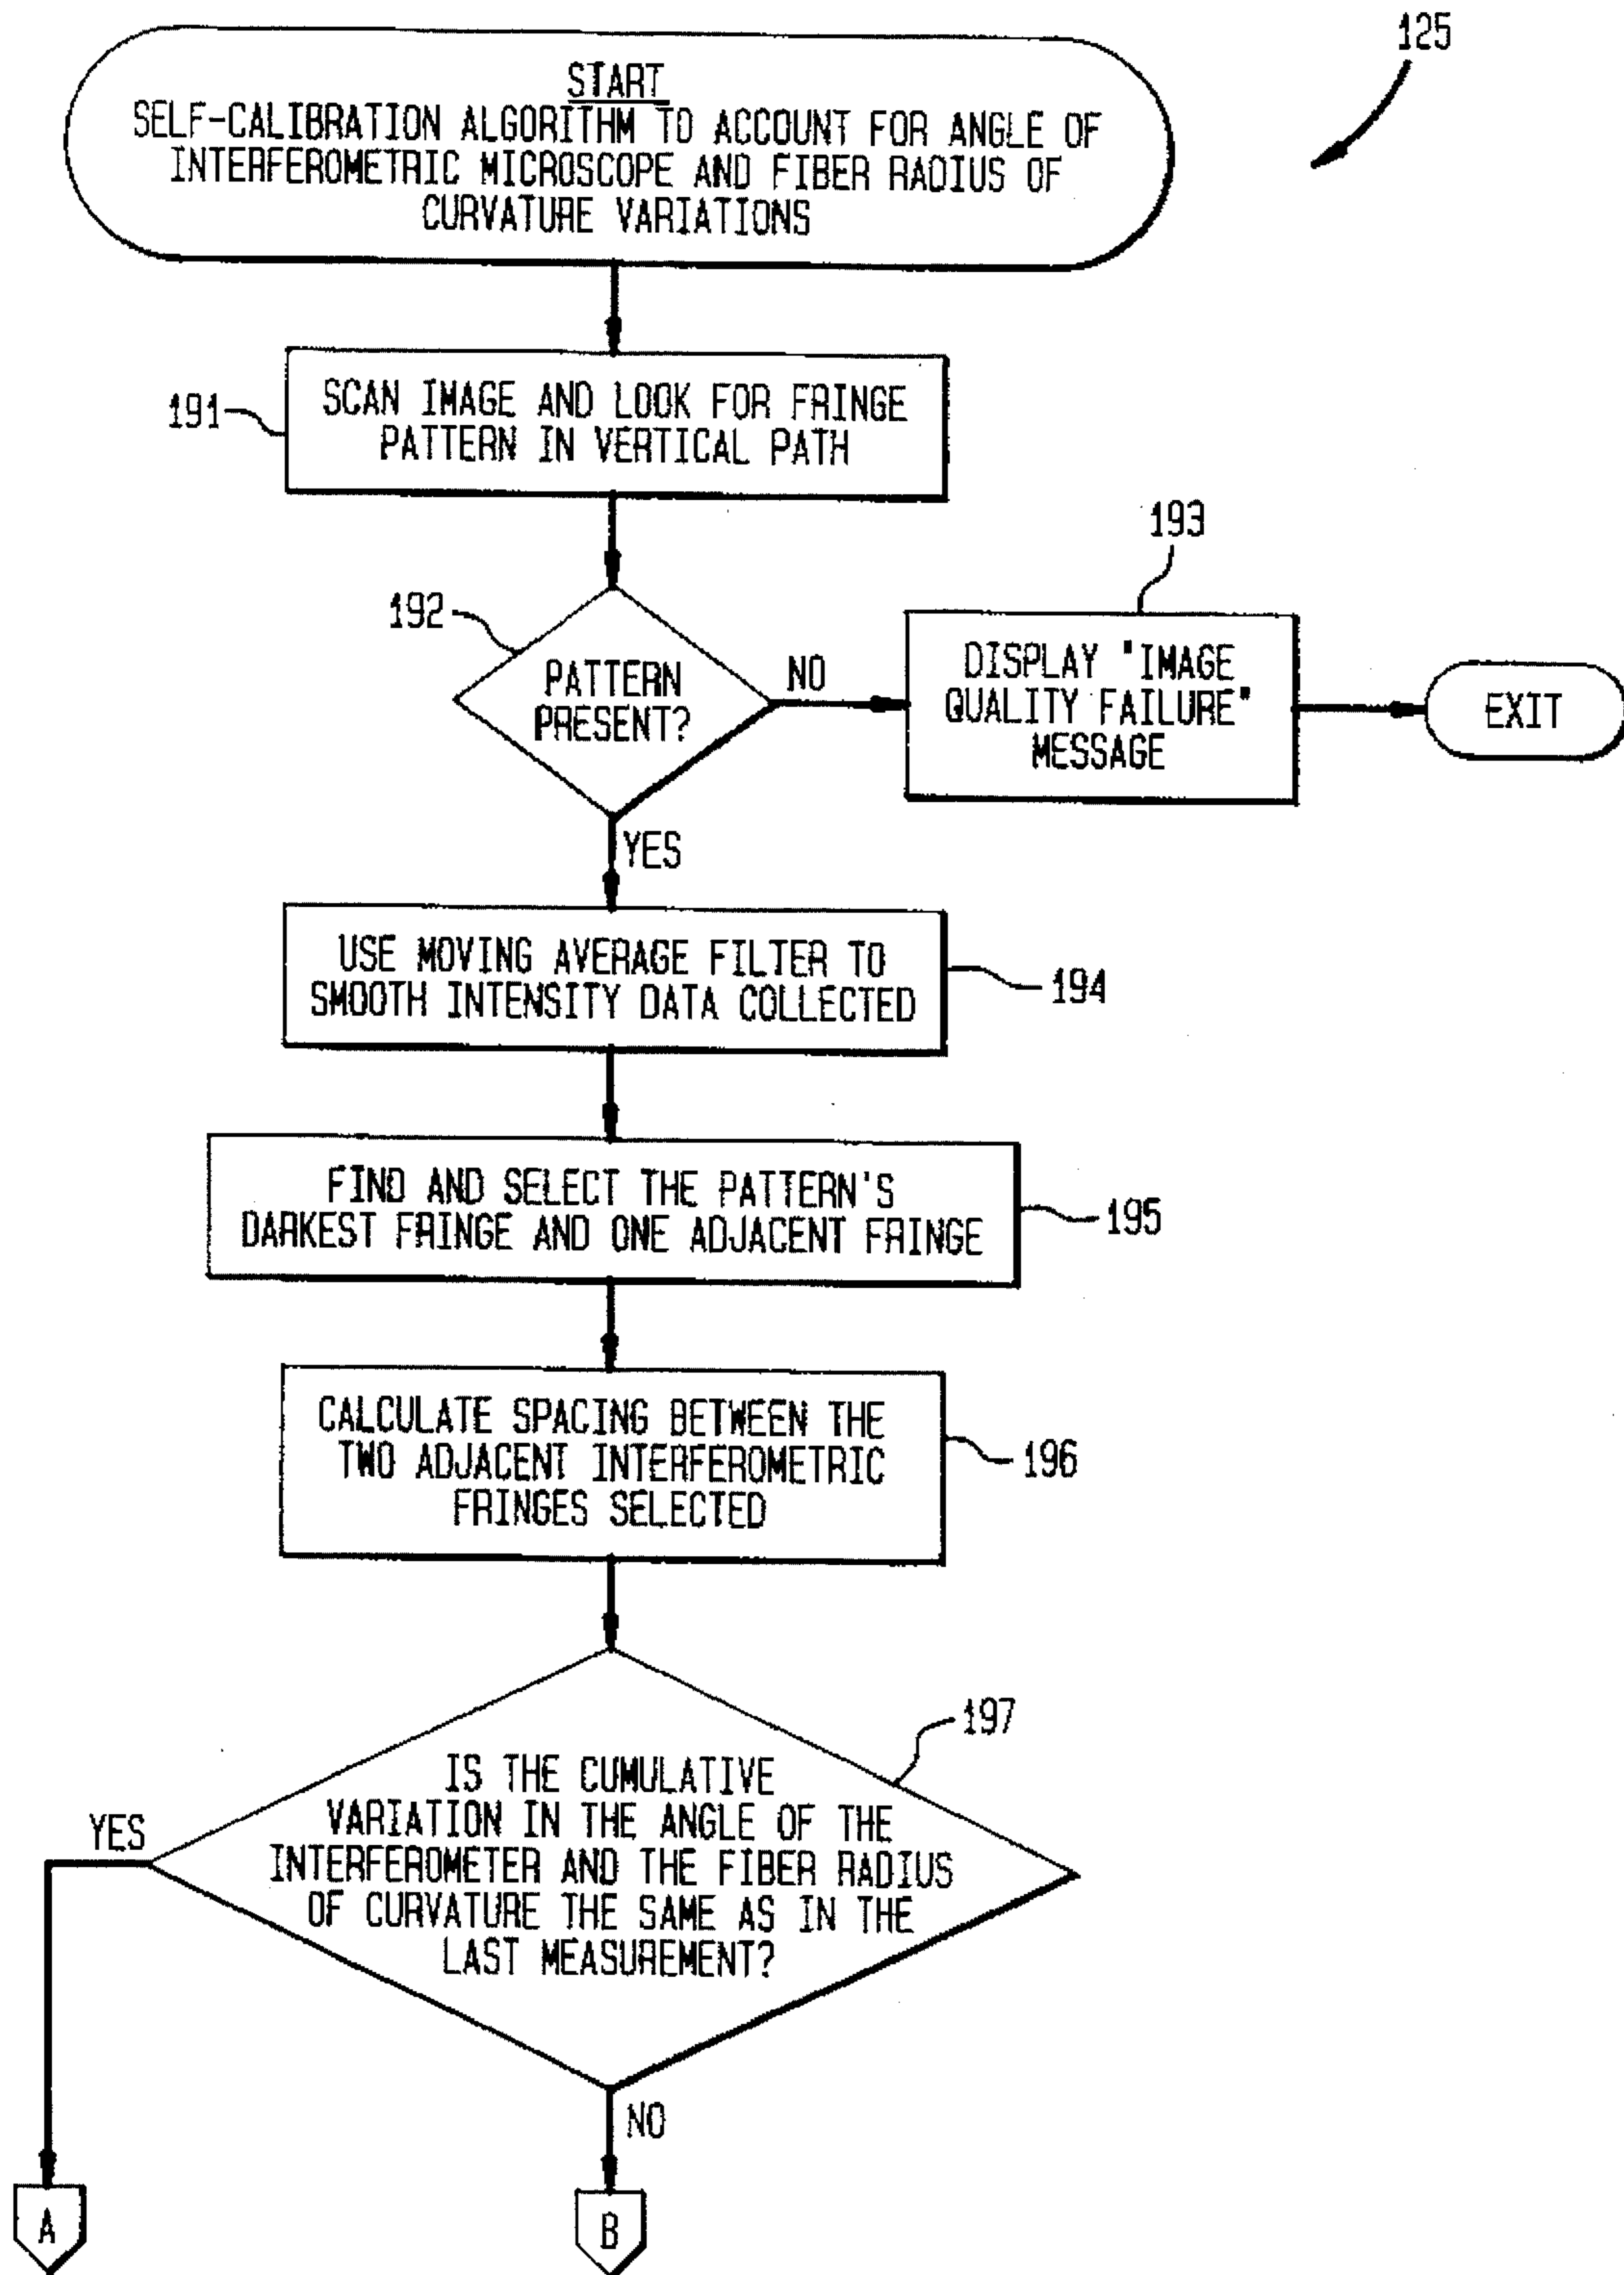 125
START
SELF-CALIBRATION ALGORITHM TO ACCOUNT FOR ANGLE OF
INTERFEROMETRIC MICROSCOPE AND FIBER RADIUS OF
CURVATURE VARIATIONS
191
SCAN IMAGE AND LOOK FOR FRINGE
PATTERN IN VERTICAL PATH
192
PATTERN
PRESENT?
NO
193
DISPLAY "IMAGE
QUALITY FAILURE"
MESSAGE
EXIT
YES
USE MOVING AVERAGE FILTER TO
SMOOTH INTENSITY DATA COLLECTED
194
FIND AND SELECT THE PATTERN'S
DARKEST FRINGE AND ONE ADJACENT FRINGE
195
CALCULATE SPACING BETWEEN THE
TWO ADJACENT INTERFEROMETRIC
FRINGES SELECTED
196
197
IS THE CUMULATIVE
VARIATION IN THE ANGLE OF THE
INTERFEROMETER AND THE FIBER RADIUS
OF CURVATURE THE SAME AS IN THE
LAST MEASUREMENT?
YES
NO
A
B